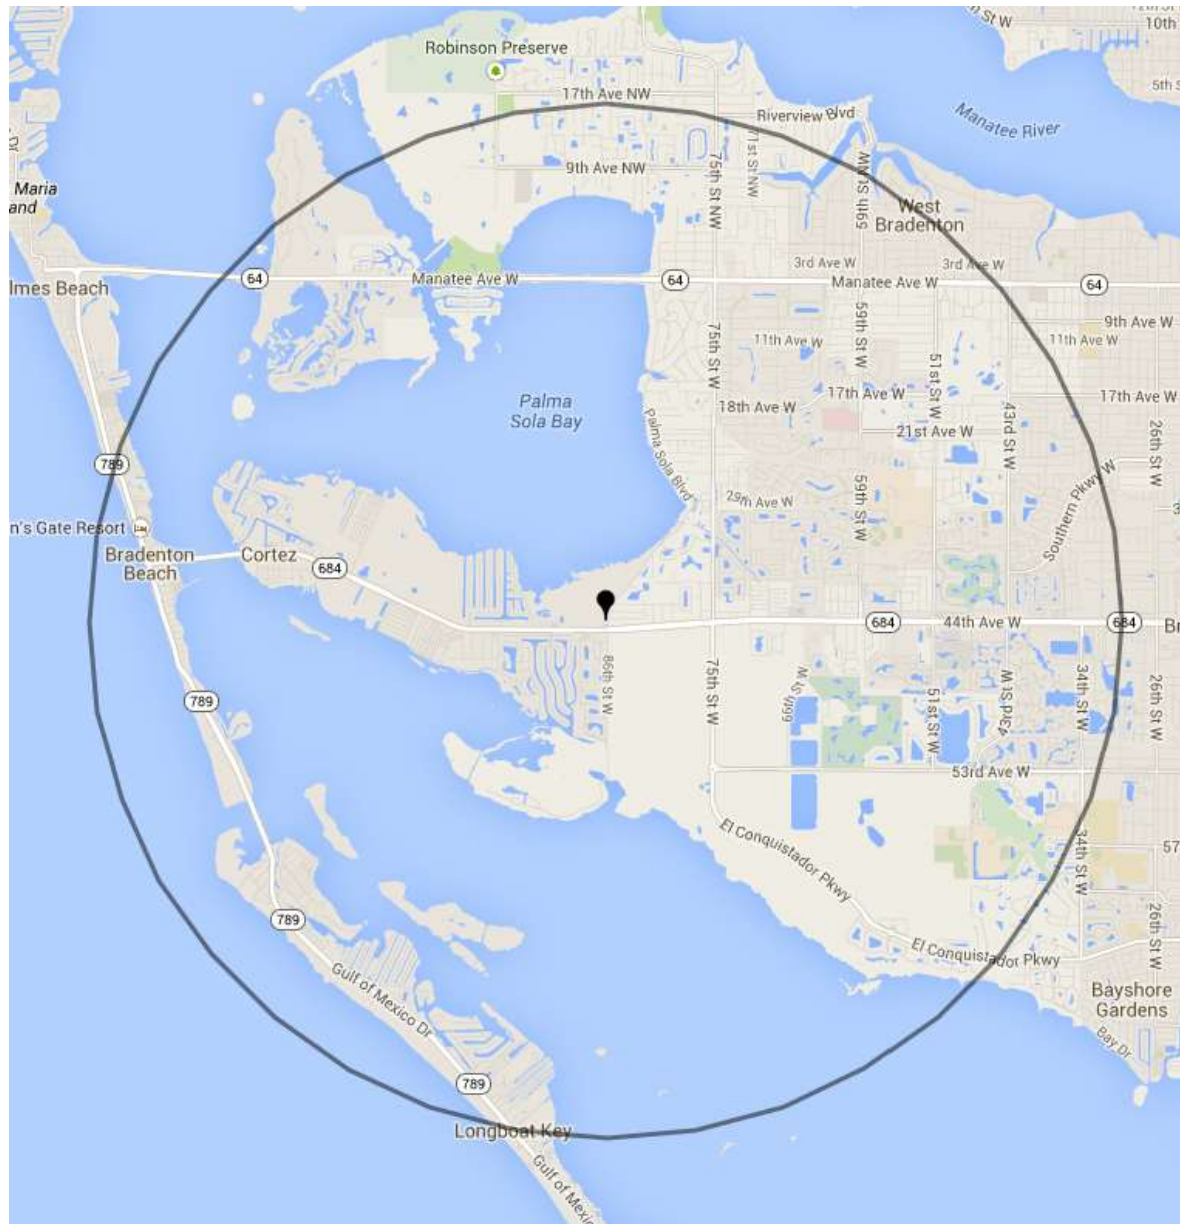 St W
10th
Robinson Preserve
5th S
17th Ave NW
Riverview Blvd
Manatee River
71st St NW
75th St NW
59th St NW
9th Ave NW
Maria
and
West
Bradenton
3rd Ave W
3rd Ave W
64
Manatee Ave W
64
Manatee Ave W
64
lmes Beach
9th Ave W
75th St W
59th St W
11th Ave W
11th Ave W
51st St W
17th Ave W
17th Ave W
18th Ave W
Palma
Sola Bay
43rd St W
26th St W
21st Ave W
Palma Sola Blvd
789
Southern Pkwy W
29th Ave W
59th St W
n's Gate Resort
Bradenton
Beach
Cortez
684
684
44th Ave W
684
Br
86th St W
75th St W
66th St W
51st St W
43rd St W
34th St W
26th St W
789
53rd Ave W
El Conquistador Pkwy
34th St W
57
789
26th St W
El Conquistador Pkwy
Gulf of Mexico Dr
Bayshore
Gardens
Bay Dr
789
Longboat Key
Gulf of Mexic